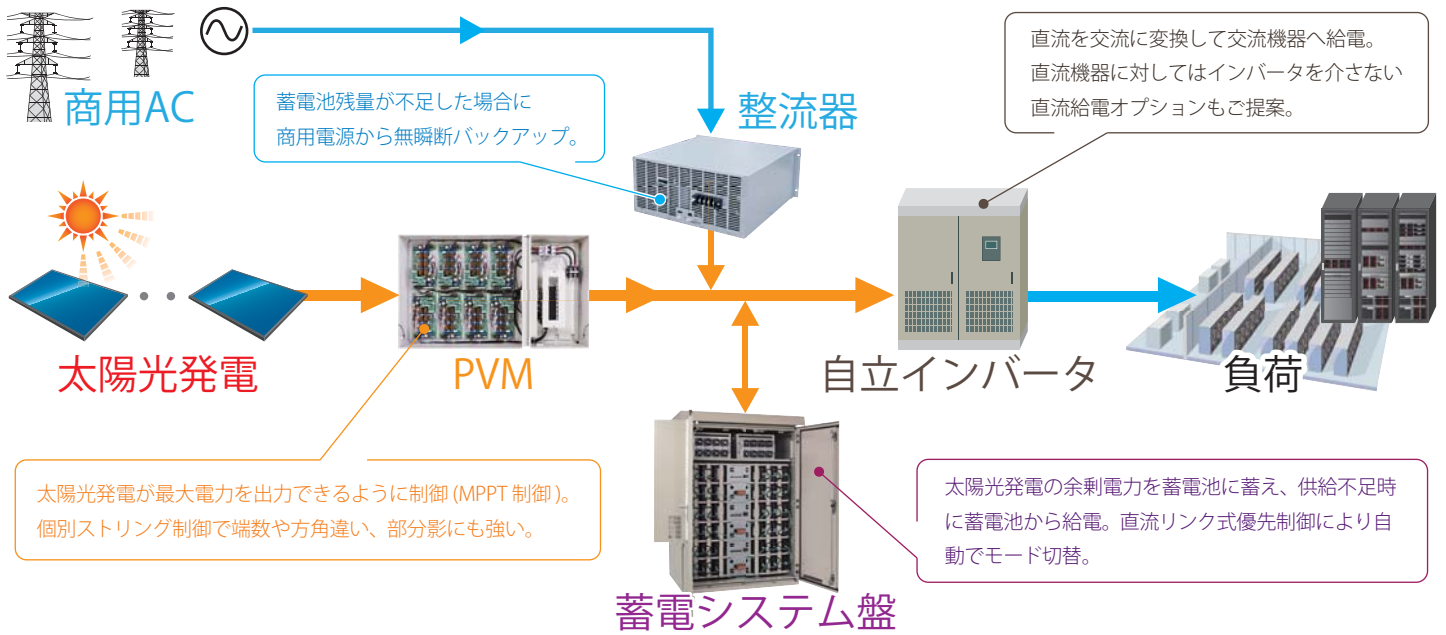 商用AC
蓄電池残量が不足した場合に
商用電源から無瞬断バックアップ。
整流器
直流を交流に変換して交流機器へ給電。
直流機器に対してはインバータを介さない
直流給電オプションもご提案。
太陽光発電
PVM
自立インバータ
負荷
太陽光発電が最大電力を出力できるように制御 (MPPT 制御 )。
個別ストリング制御で端数や方角違い、部分影にも強い。
蓄電システム盤
太陽光発電の余剰電力を蓄電池に蓄え、供給不足時
に蓄電池から給電。直流リンク式優先制御により自
動でモード切替。